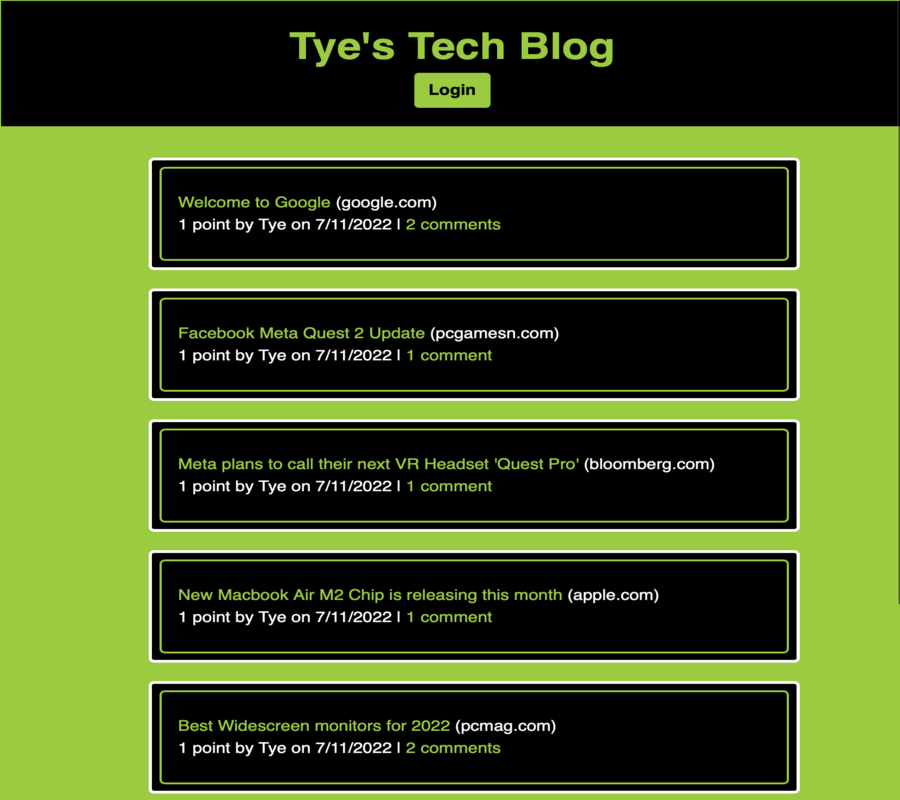 Tye's Tech Blog
Login
Welcome to Google (google.com)
1 point by Tye on 7/11/2022 | 2 comments
Facebook Meta Quest 2 Update (pcgamesn.com)
1 point by Tye on 7/11/2022 | 1 comment
Meta plans to call their next VR Headset 'Quest Pro' (bloomberg.com)
1 point by Tye on 7/11/2022 | 1 comment
New Macbook Air M2 Chip is releasing this month (apple.com)
1 point by Tye on 7/11/2022 | 1 comment
Best Widescreen monitors for 2022 (pcmag.com)
1 point by Tye on 7/11/2022 | 2 comments